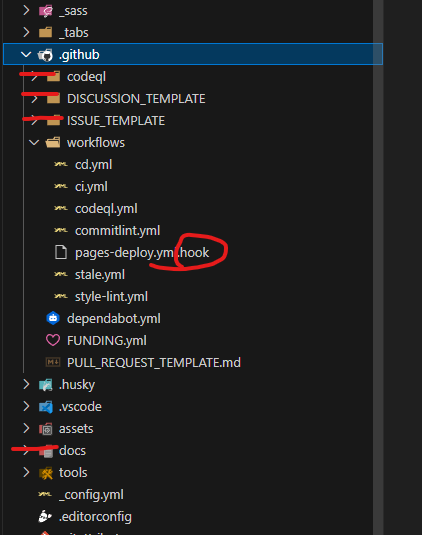 _sass
_tabs
.github
codeql
DISCUSSION_TEMPLATE
ISSUE_TEMPLATE
workflows
cd.yml
ci.yml
codeql.yml
commitlint.yml
pages-deploy.yml.hook
stale.yml
style-lint.yml
dependabot.yml
FUNDING.yml
PULL_REQUEST_TEMPLATE.md
.husky
.vscode
assets
docs
tools
_config.yml
.editorconfig